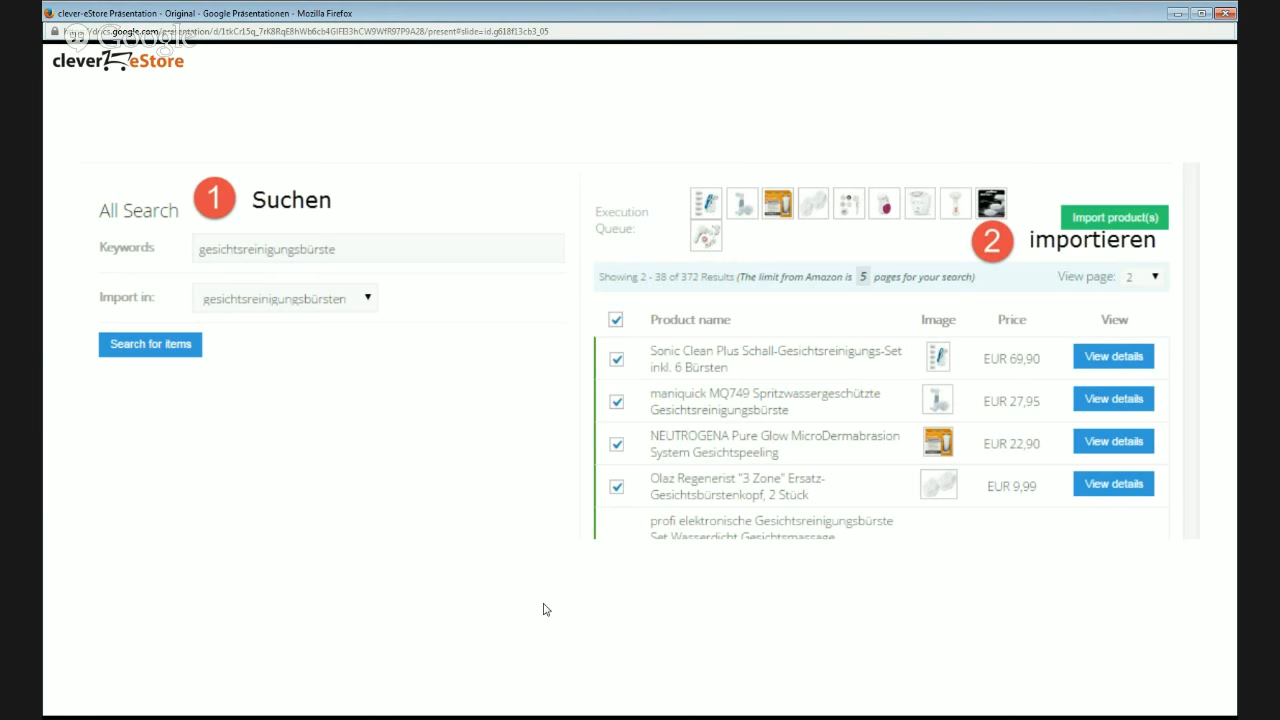 clever-eStore Präsentation - Original - Google Präsentationen - Mozilla Firefox
Google
clever eStore
1 Suchen
All Search
Keywords gesichtsreinigungsbürste
Import in: gesichtsreinigungsbürsten
Search for items
Execution
Queue:
Import product(s)
2 importieren
Showing 2 - 38 of 372 Results (The limit from Amazon is 5 pages for your search) View page: 2
Product name Image Price View
Sonic Clean Plus Schall-Gesichtsreinigungs-Set
inkl. 6 Bürsten
EUR 69,90 View details
maniquick MQ749 Spritzwassergeschützte
Gesichtsreinigungsbürste
EUR 27,95 View details
NEUTROGENA Pure Glow MicroDermabrasion
System Gesichtspeeling
EUR 22,90 View details
Olaz Regenerist "3 Zone" Ersatz-
Gesichtsbürstenkopf, 2 Stück
EUR 9,99 View details
profi elektronische Gesichtsreinigungsbürste
Set Wasserdicht Gesichtsmassage